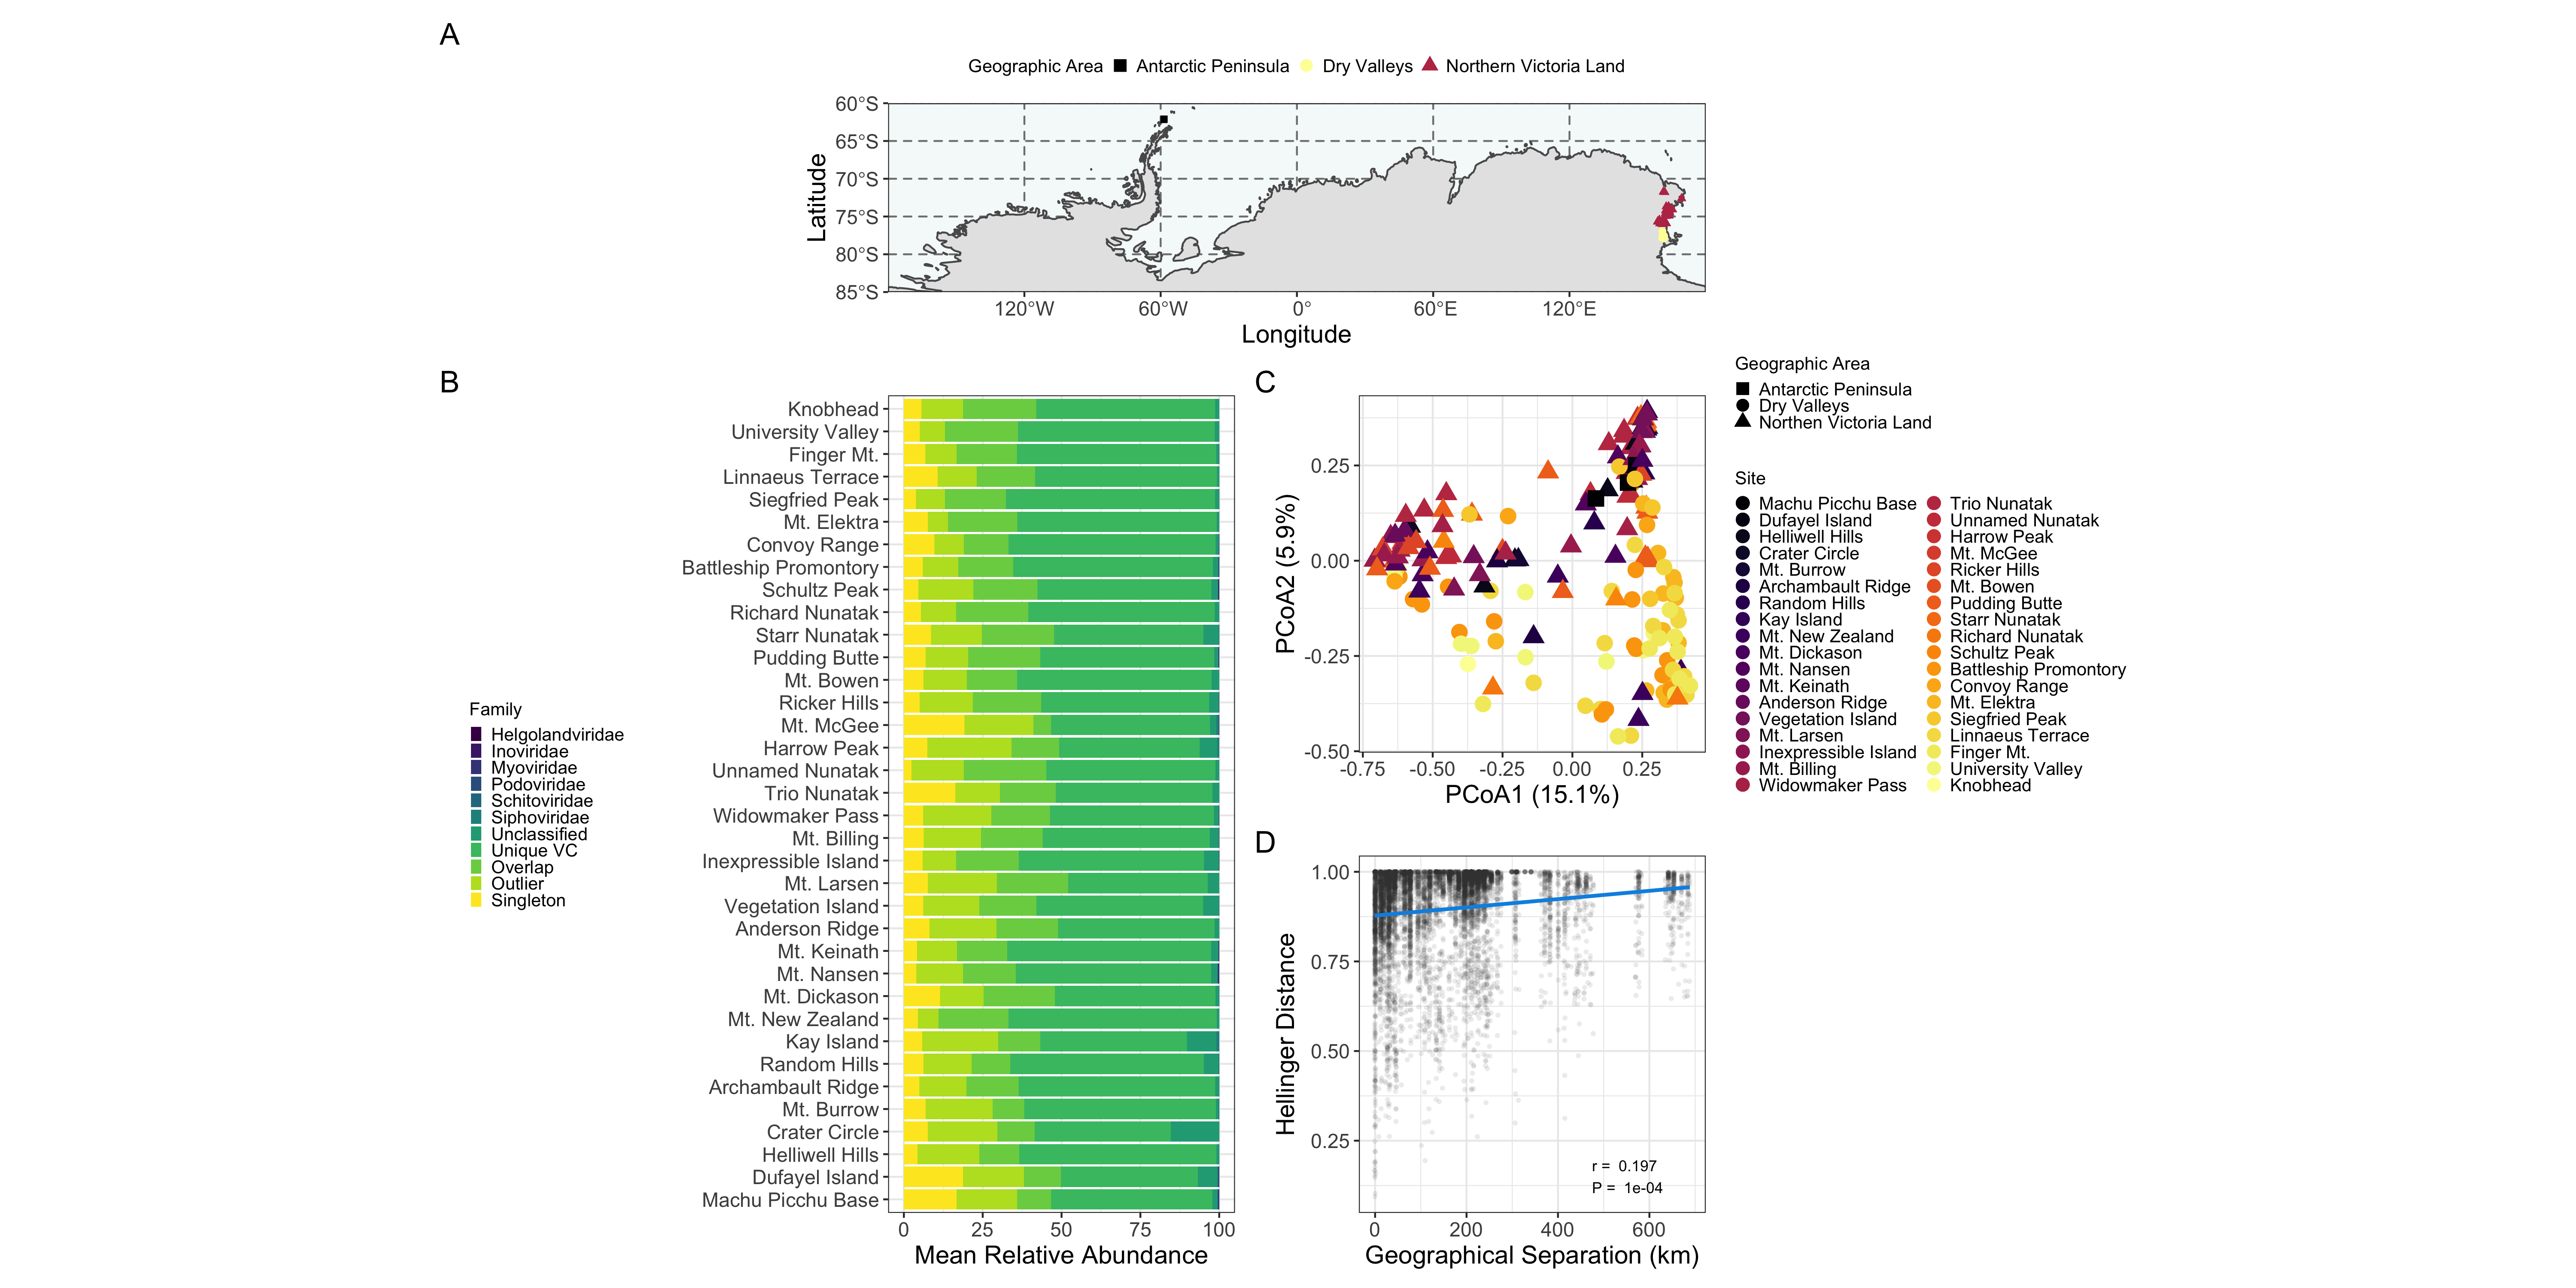 A
Geographic Area Antarctic Peninsula Dry Valleys Northern Victoria Land
60°S
65°S
70°S
75°S
80°S
85°S
Latitude
120°W 60°W 0° 60°E 120°E
Longitude
B
Family
Helgolandviridae
Inoviridae
Myoviridae
Podoviridae
Schitoviridae
Siphoviridae
Unclassified
Unique VC
Overlap
Outlier
Singleton
Knobhead
University Valley
Finger Mt.
Linnaeus Terrace
Siegfried Peak
Mt. Elektra
Convoy Range
Battleship Promontory
Schultz Peak
Richard Nunatak
Starr Nunatak
Pudding Butte
Mt. Bowen
Ricker Hills
Mt. McGee
Harrow Peak
Unnamed Nunatak
Trio Nunatak
Widowmaker Pass
Mt. Billing
Inexpressible Island
Mt. Larsen
Vegetation Island
Anderson Ridge
Mt. Keinath
Mt. Nansen
Mt. Dickason
Mt. New Zealand
Kay Island
Random Hills
Archambault Ridge
Mt. Burrow
Crater Circle
Helliwell Hills
Dufayel Island
Machu Picchu Base
0 25 50 75 100
Mean Relative Abundance
C
0.25
0.00
-0.25
-0.50
PCoA2 (5.9%)
-0.75 -0.50 -0.25 0.00 0.25
PCoA1 (15.1%)
Geographic Area
Antarctic Peninsula
Dry Valleys
Northen Victoria Land
Site
Machu Picchu Base
Dufayel Island
Helliwell Hills
Crater Circle
Mt. Burrow
Archambault Ridge
Random Hills
Kay Island
Mt. New Zealand
Mt. Dickason
Mt. Nansen
Mt. Keinath
Anderson Ridge
Vegetation Island
Mt. Larsen
Inexpressible Island
Mt. Billing
Widowmaker Pass
Trio Nunatak
Unnamed Nunatak
Harrow Peak
Mt. McGee
Ricker Hills
Mt. Bowen
Pudding Butte
Starr Nunatak
Richard Nunatak
Schultz Peak
Battleship Promontory
Convoy Range
Mt. Elektra
Siegfried Peak
Linnaeus Terrace
Finger Mt.
University Valley
Knobhead
D
1.00
0.75
0.50
0.25
Hellinger Distance
r = 0.197
P = 1e-04
0 200 400 600
Geographical Separation (km)